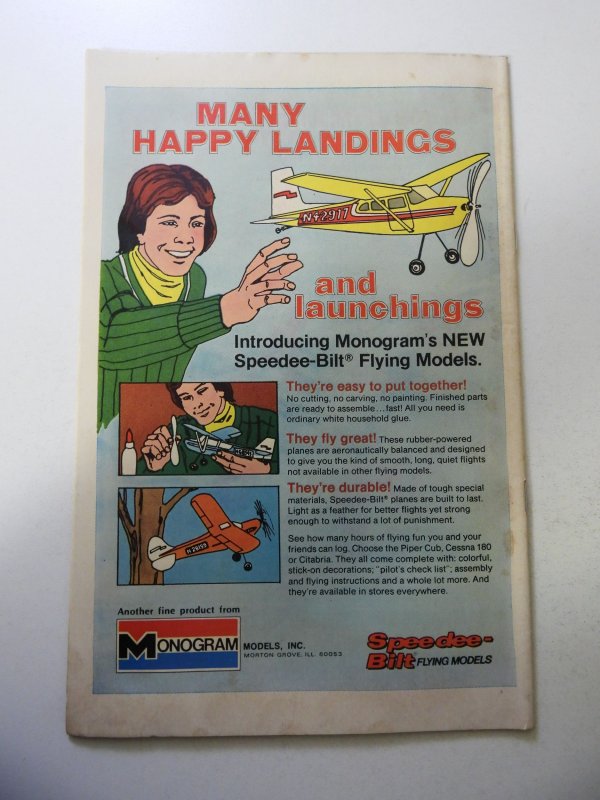 MANY
HAPPY LANDINGS
N42977
and
launchings
Introducing Monogram's NEW
Speedee-Bilt® Flying Models.
They're easy to put together!
No cutting, no carving, no painting. Finished parts
are ready to assemble...fast! All you need is
ordinary white household glue.
They fly great! These rubber-powered
planes are aeronautically balanced and designed
to give you the kind of smooth, long, quiet flights
not available in other flying models.
They're durable! Made of tough special
materials, Speedee-Bilt® planes are built to last.
Light as a feather for better flights yet strong
enough to withstand a lot of punishment.
See how many hours of flying fun you and your
friends can log. Choose the Piper Cub, Cessna 180
or Citabria. They all come complete with: colorful,
stick-on decorations; "pilot's check list"; assembly
and flying instructions and a whole lot more. And
they're available in stores everywhere.
Another fine product from
MONOGRAM MODELS, INC.
MORTON GROVE, ILL. 60053
Speedee-
Bilt® FLYING MODELS